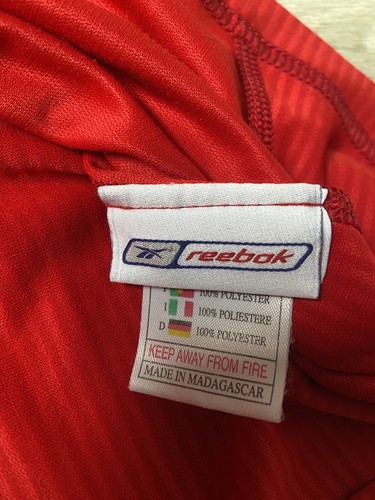 reebok
P 100% POLYESTER
I 100% POLIESTERE
D 100% POLYESTER
KEEP AWAY FROM FIRE
MADE IN MADAGASCAR